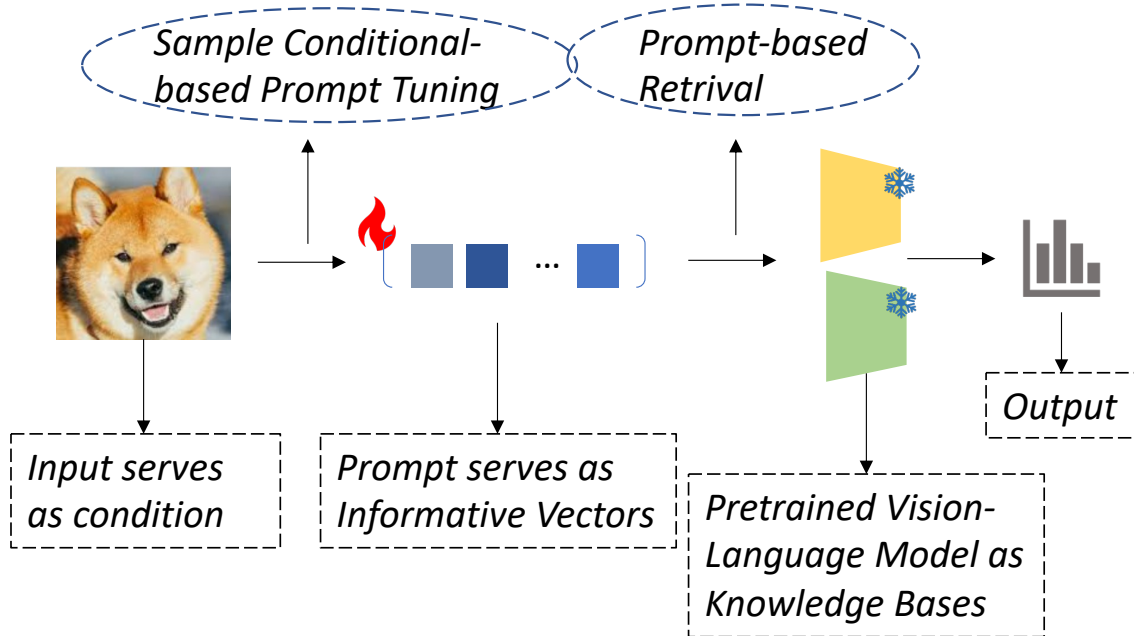 Sample Conditional-
based Prompt Tuning
Prompt-based
Retrival
...
Input serves
as condition
Prompt serves as
Informative Vectors
Pretrained Vision-
Language Model as
Knowledge Bases
Output